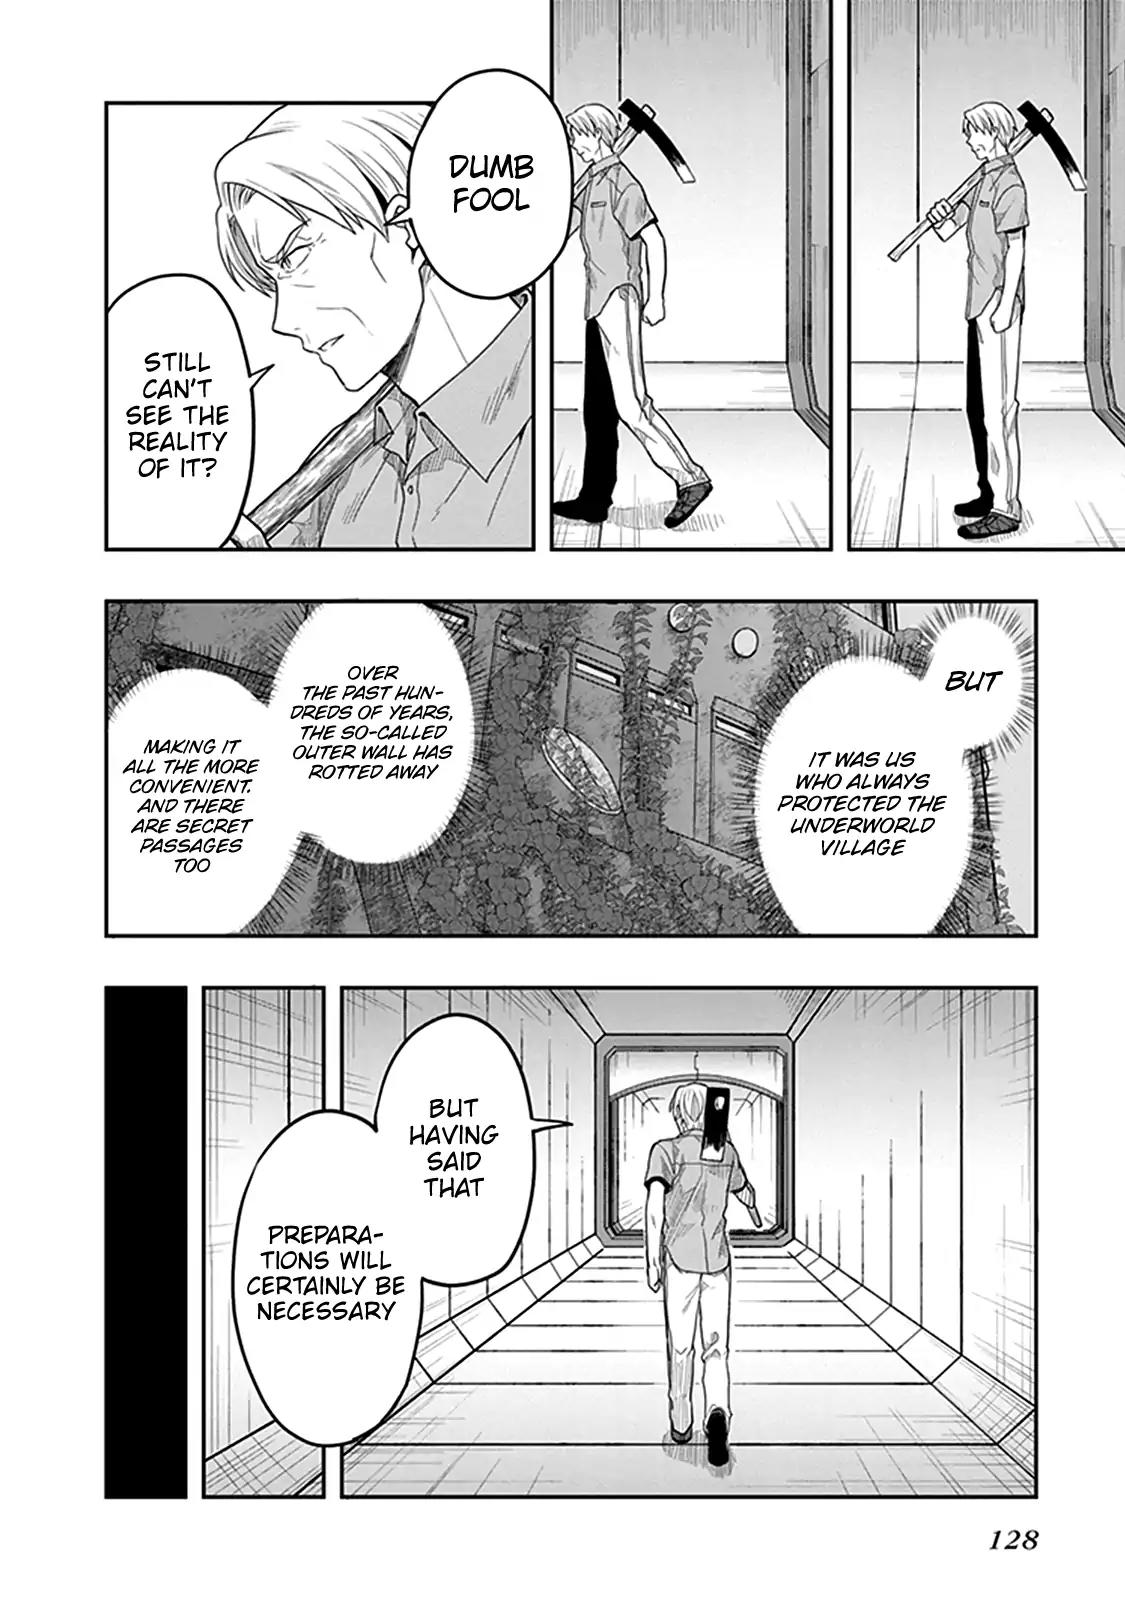 DUMB
FOOL
STILL
CAN'T
SEE THE
REALITY
OF IT?
BUT
IT WAS US
WHO ALWAYS
PROTECTED THE
UNDERWORLD
VILLAGE
OVER
THE PAST HUN-
DREDS OF YEARS,
THE SO-CALLED
OUTER WALL HAS
ROTTED AWAY
MAKING IT
ALL THE MORE
CONVENIENT.
AND THERE
ARE SECRET
PASSAGES
TOO
BUT
HAVING
SAID
THAT
PREPARA-
TIONS WILL
CERTAINLY BE
NECESSARY
128